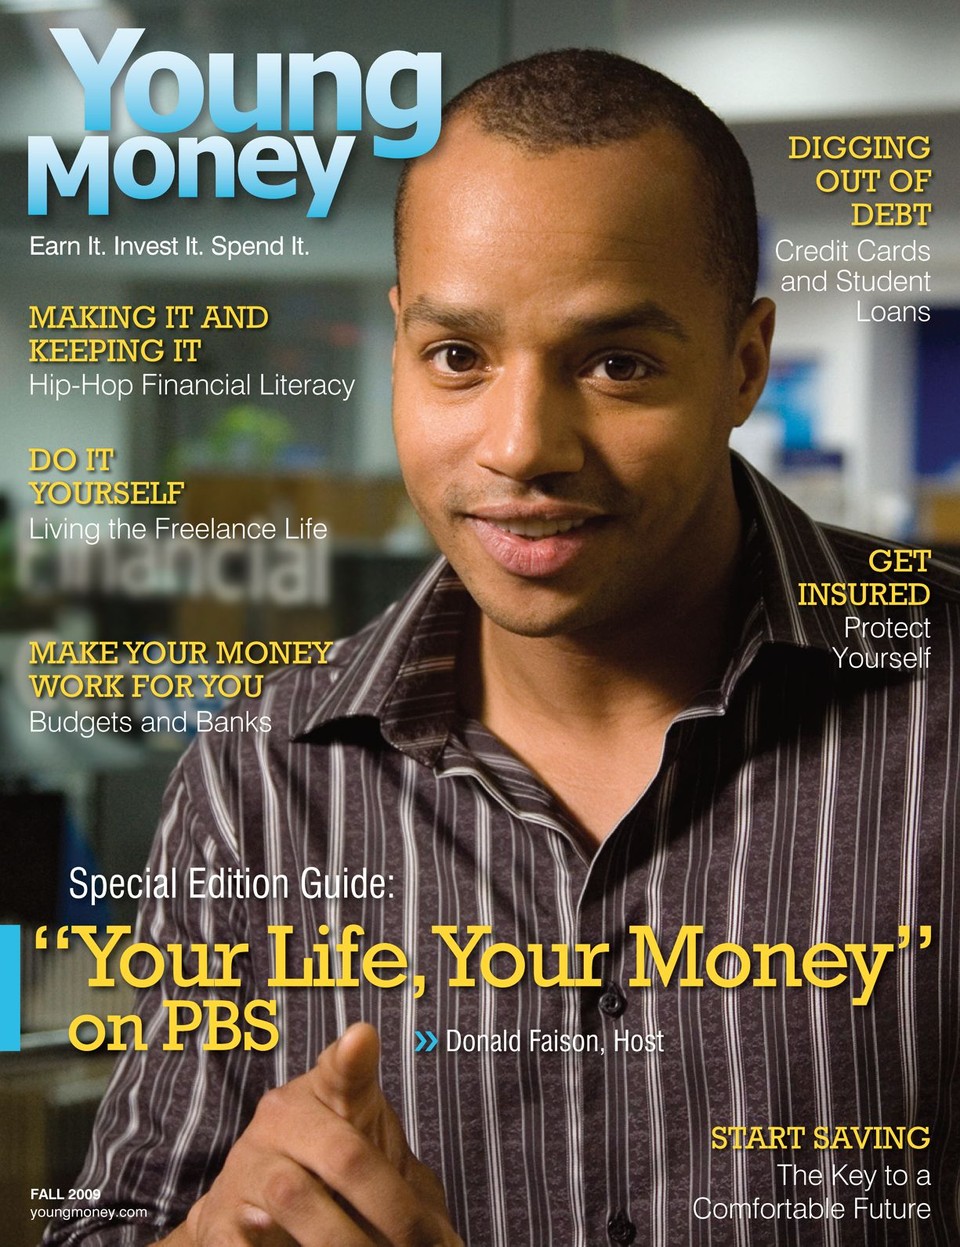 Young
Money
Earn It. Invest It. Spend It.
MAKING IT AND
KEEPING IT
Hip-Hop Financial Literacy
DO IT
YOURSELF
Living the Freelance Life
Financial
MAKE YOUR MONEY
WORK FOR YOU
Budgets and Banks
DIGGING
OUT OF
DEBT
Credit Cards
and Student
Loans
GET
INSURED
Protect
Yourself
Special Edition Guide:
“Your Life, Your Money”
on PBS
» Donald Faison, Host
START SAVING
The Key to a
Comfortable Future
FALL 2009
youngmoney.com